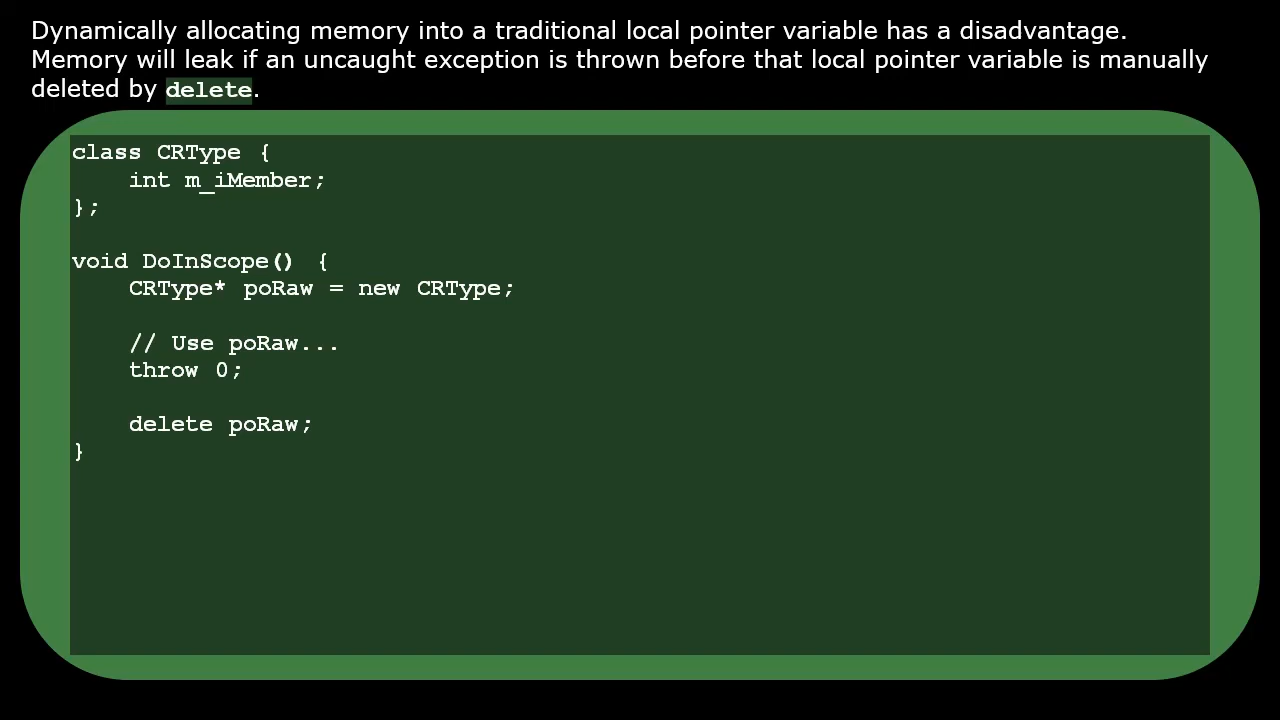 Dynamically allocating memory into a traditional local pointer variable has a disadvantage.
Memory will leak if an uncaught exception is thrown before that local pointer variable is manually
deleted by delete.
class CRType {
    int m_iMember;
};
void DoInScope() {
    CRType* poRaw = new CRType;
    // Use poRaw...
    throw 0;
    delete poRaw;
}